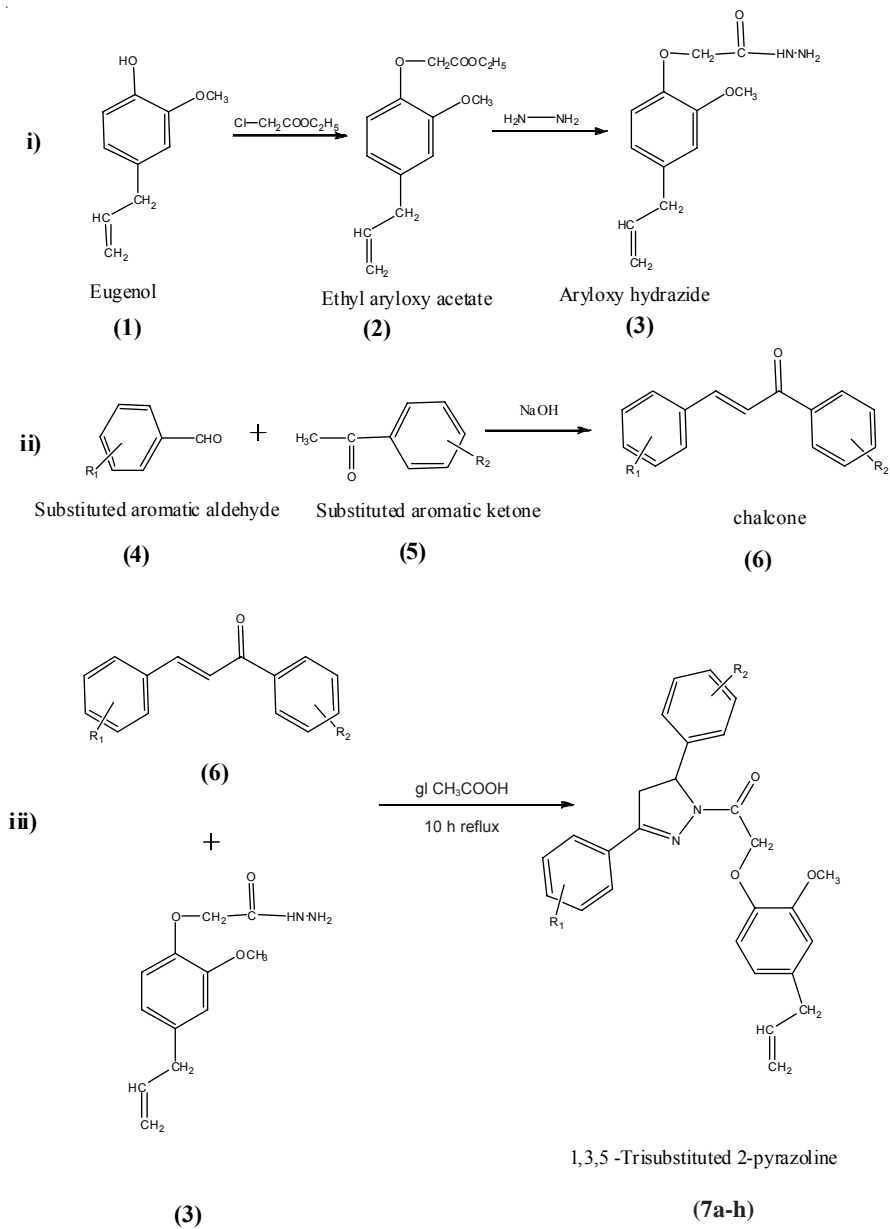 i)
HO
OCH₃
CH₂
HC
CH₂
Eugenol
(1)
Cl—CH₂COOC₂H₅
O CH₂COOC₂H₅
OCH₃
CH₂
HC
CH₂
Ethyl aryloxy acetate
(2)
H₂N—NH₂
O
O CH₂ C HN·NH₂
OCH₃
CH₂
HC
CH₂
Aryloxy hydrazide
(3)
ii)
CHO
R₁
Substituted aromatic aldehyde
(4)
+
H₃C C
O
R₂
Substituted aromatic ketone
(5)
NaOH
O
R₁
R₂
chalcone
(6)
iii)
O
R₁
R₂
(6)
+
O
O CH₂ C HN·NH₂
OCH₃
CH₂
HC
CH₂
(3)
gl CH₃COOH
10 h reflux
R₂
O
N C
N
CH₂
O
OCH₃
R₁
CH₂
HC
CH₂
1,3,5 -Trisubstituted 2-pyrazoline
(7a-h)